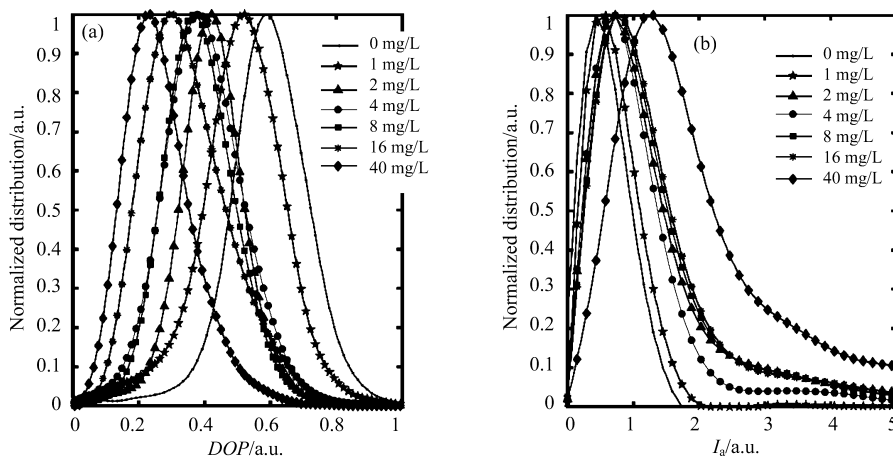 (a)
Normalized distribution/a.u.
1
0.9
0.8
0.7
0.6
0.5
0.4
0.3
0.2
0.1
0
0 mg/L
1 mg/L
2 mg/L
4 mg/L
8 mg/L
16 mg/L
40 mg/L
0 0.2 0.4 0.6 0.8 1
DOP/a.u.
(b)
Normalized distribution/a.u.
1
0.9
0.8
0.7
0.6
0.5
0.4
0.3
0.2
0.1
0
0 mg/L
1 mg/L
2 mg/L
4 mg/L
8 mg/L
16 mg/L
40 mg/L
0 1 2 3 4 5
Iₐ/a.u.